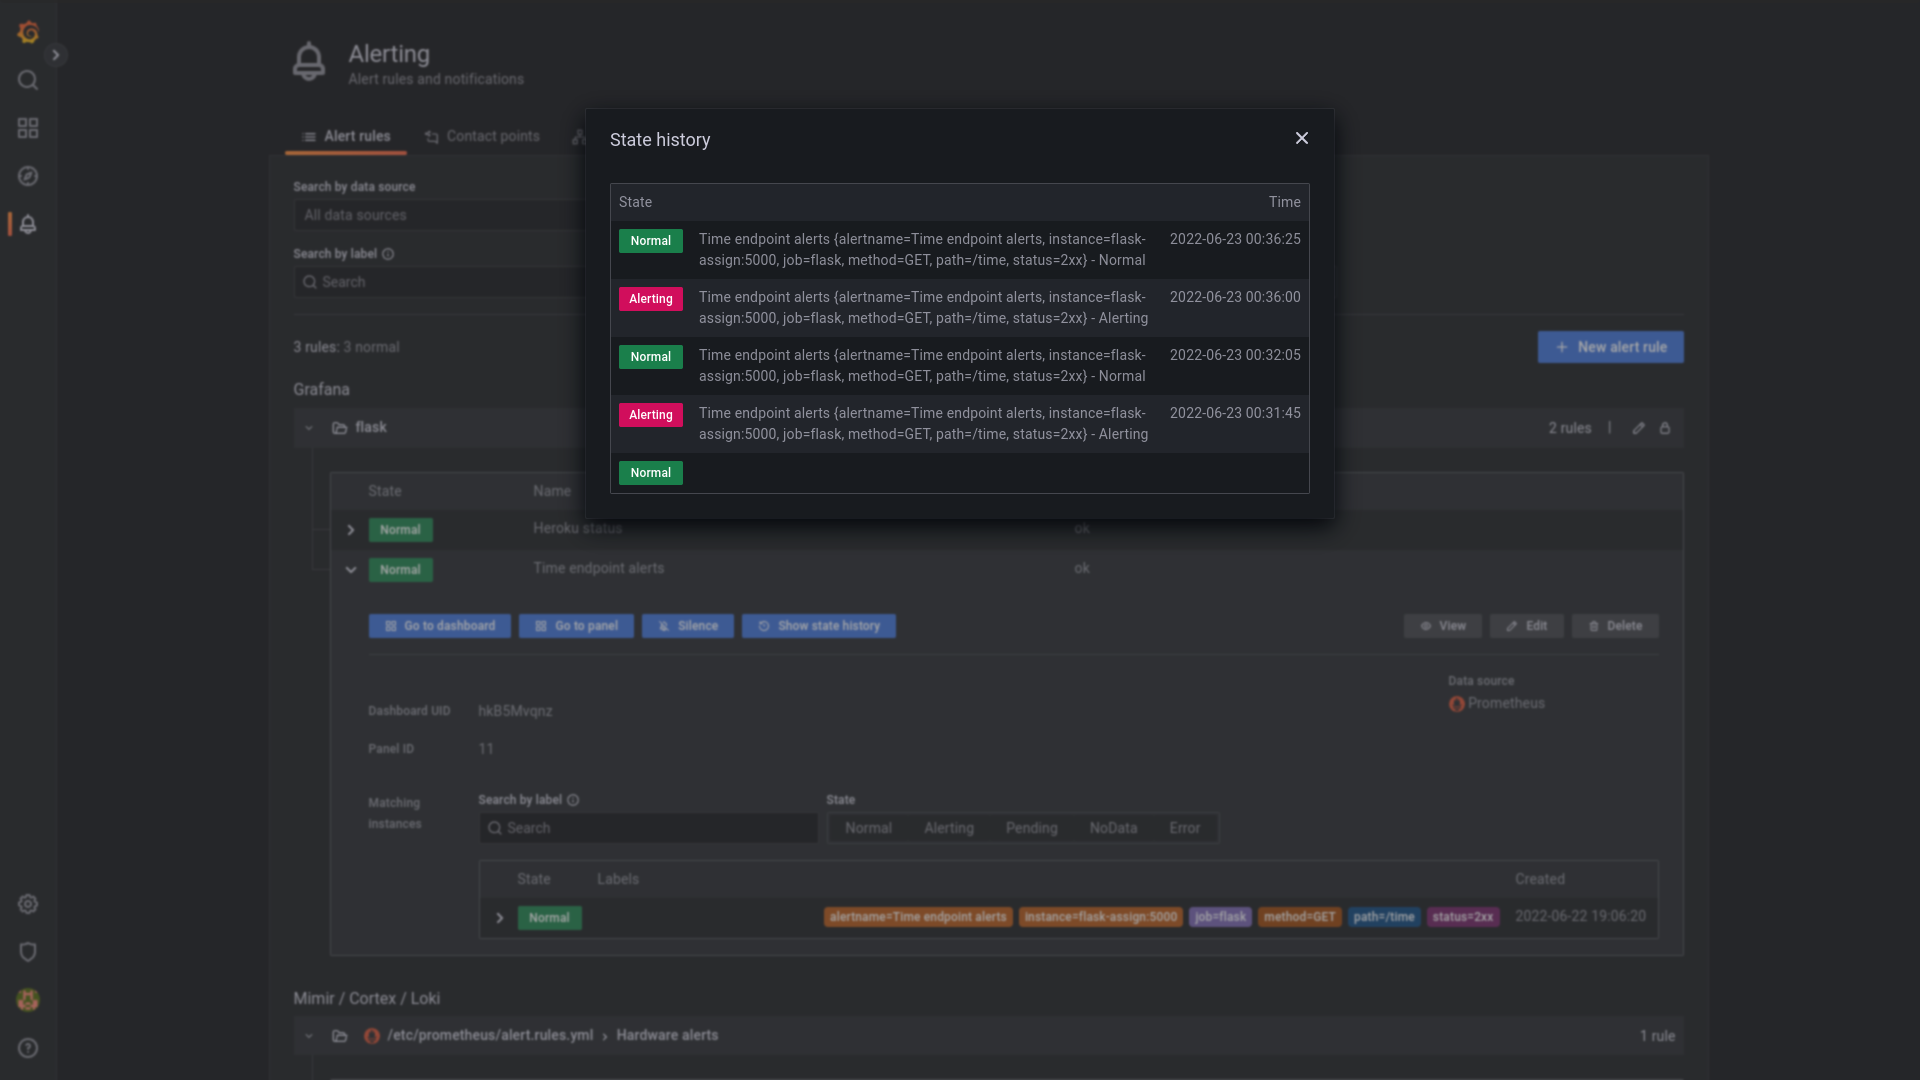 Alerting
Alert rules and notifications
Alert rules
Contact points
Search by data source
All data sources
Search by label
Search
3 rules: 3 normal
New alert rule
Grafana
flask
2 rules
State history
State
Time
Normal
Time endpoint alerts {alertname=Time endpoint alerts, instance=flask-
assign:5000, job=flask, method=GET, path=/time, status=2xx} - Normal
2022-06-23 00:36:25
Alerting
Time endpoint alerts {alertname=Time endpoint alerts, instance=flask-
assign:5000, job=flask, method=GET, path=/time, status=2xx} - Alerting
2022-06-23 00:36:00
Normal
Time endpoint alerts {alertname=Time endpoint alerts, instance=flask-
assign:5000, job=flask, method=GET, path=/time, status=2xx} - Normal
2022-06-23 00:32:05
Alerting
Time endpoint alerts {alertname=Time endpoint alerts, instance=flask-
assign:5000, job=flask, method=GET, path=/time, status=2xx} - Alerting
2022-06-23 00:31:45
Normal
State
Name
Normal
Heroku status
ok
Normal
Time endpoint alerts
ok
Go to dashboard
Go to panel
Silence
Show state history
View
Edit
Delete
Data source
Prometheus
Dashboard UID
hkB5Mvqnz
Panel ID
11
Matching
instances
Search by label
Search
State
Normal
Alerting
Pending
NoData
Error
State
Labels
Created
Normal
alertname=Time endpoint alerts
instance=flask-assign:5000
job=flask
method=GET
path=/time
status=2xx
2022-06-22 19:06:20
Mimir / Cortex / Loki
/etc/prometheus/alert.rules.yml › Hardware alerts
1 rule